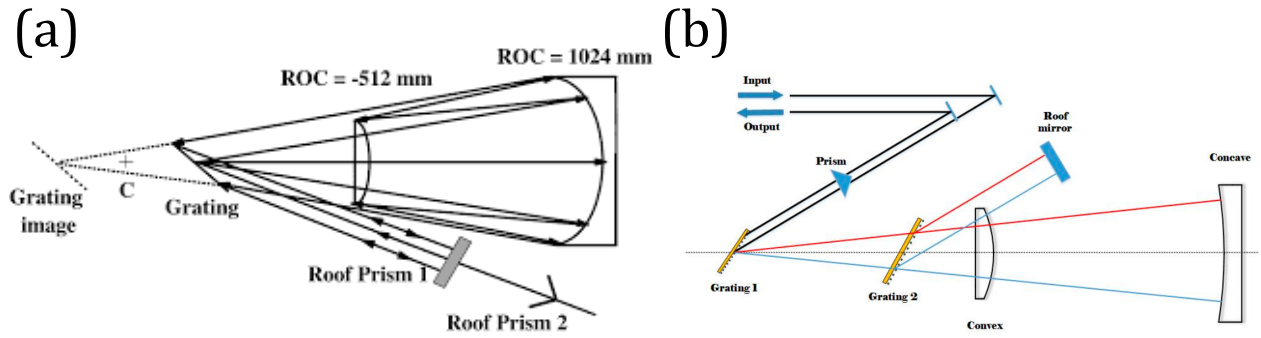 (a)
ROC = -512 mm
ROC = 1024 mm
C
Grating
image
Grating
Roof Prism 1
Roof Prism 2
(b)
Input
Output
Prism
Roof
mirror
Concave
Grating 1
Grating 2
Convex